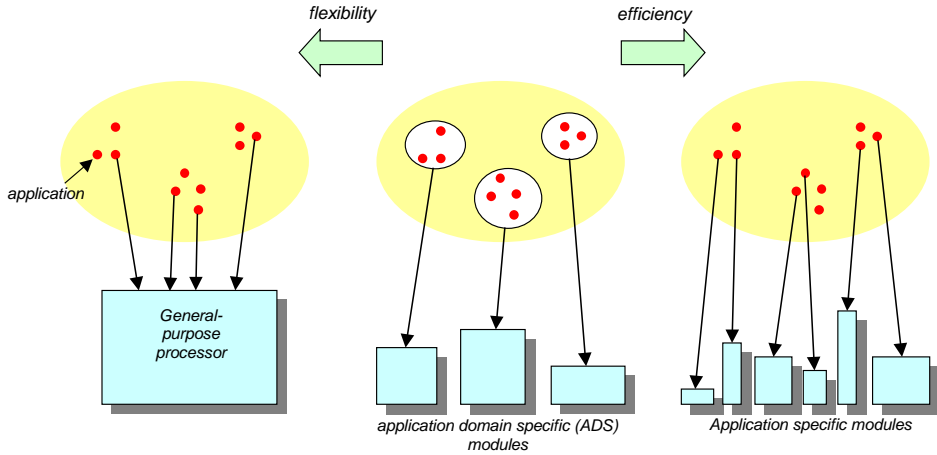 flexibility
efficiency
application
General-
purpose
processor
application domain specific (ADS)
modules
Application specific modules